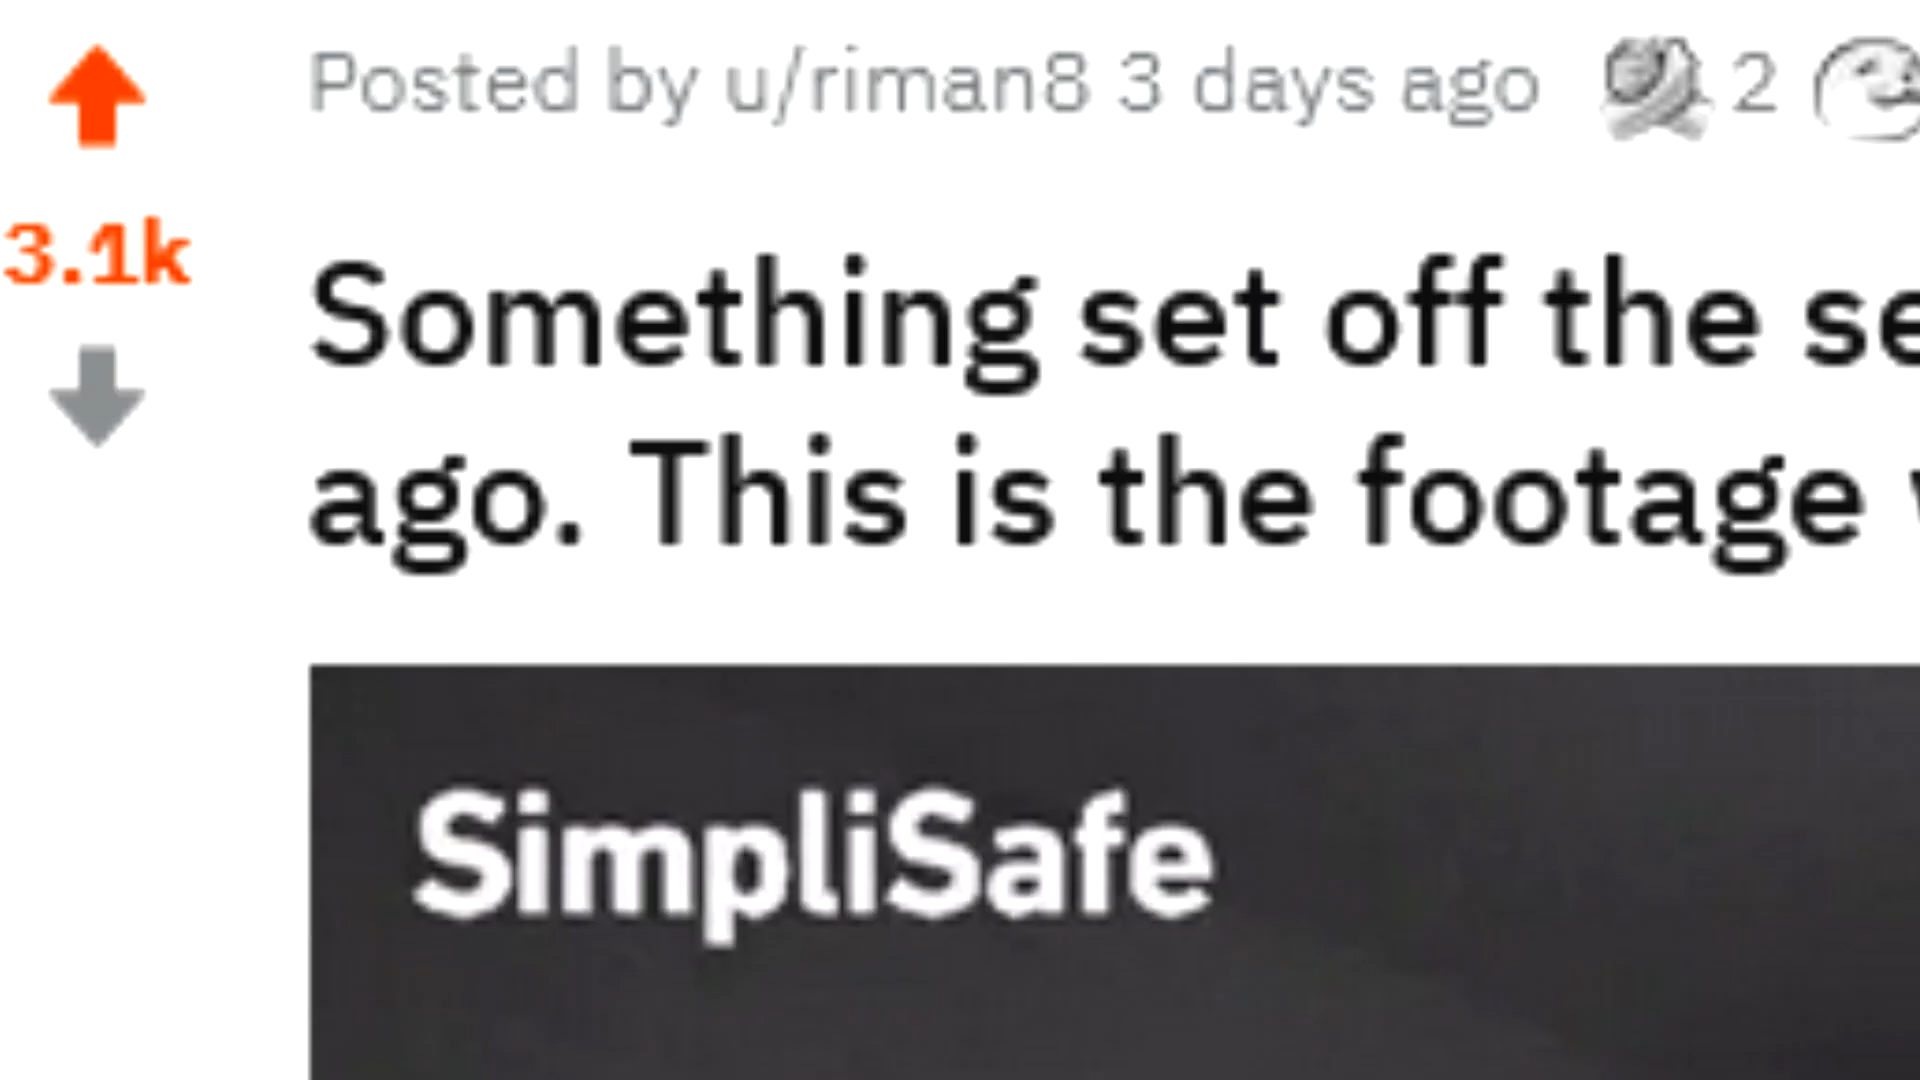 Posted by u/riman8 3 days ago 2
3.1k
Something set off the se
ago. This is the footage
SimpliSafe